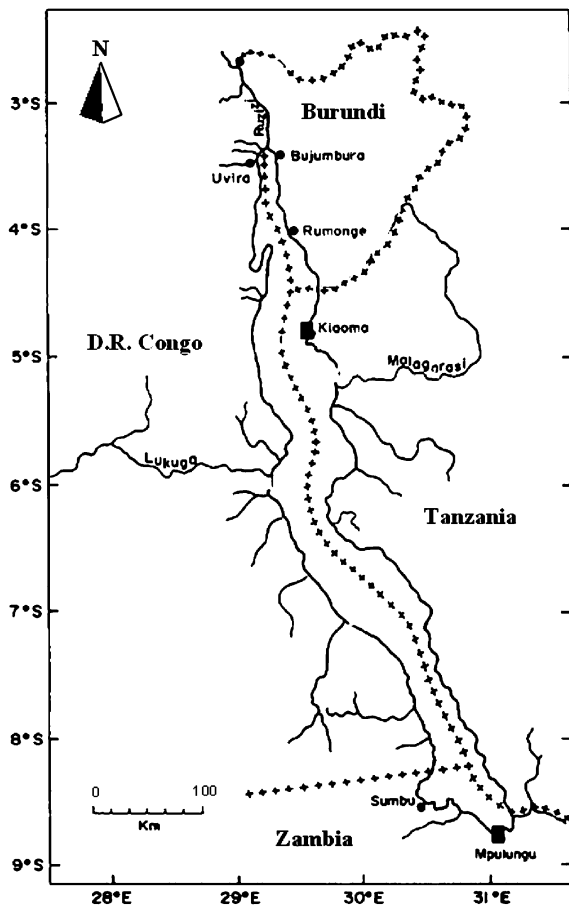 N
3°S
Burundi
Ruzizi
Bujumbura
Uvira
4°S
Rumonge
Kiaoma
D.R. Congo
5°S
Malagarasi
Lukuga
6°S
Tanzania
7°S
8°S
0 100
Km
Sumbu
Zambia
Mpulungu
9°S
28°E 29°E 30°E 31°E